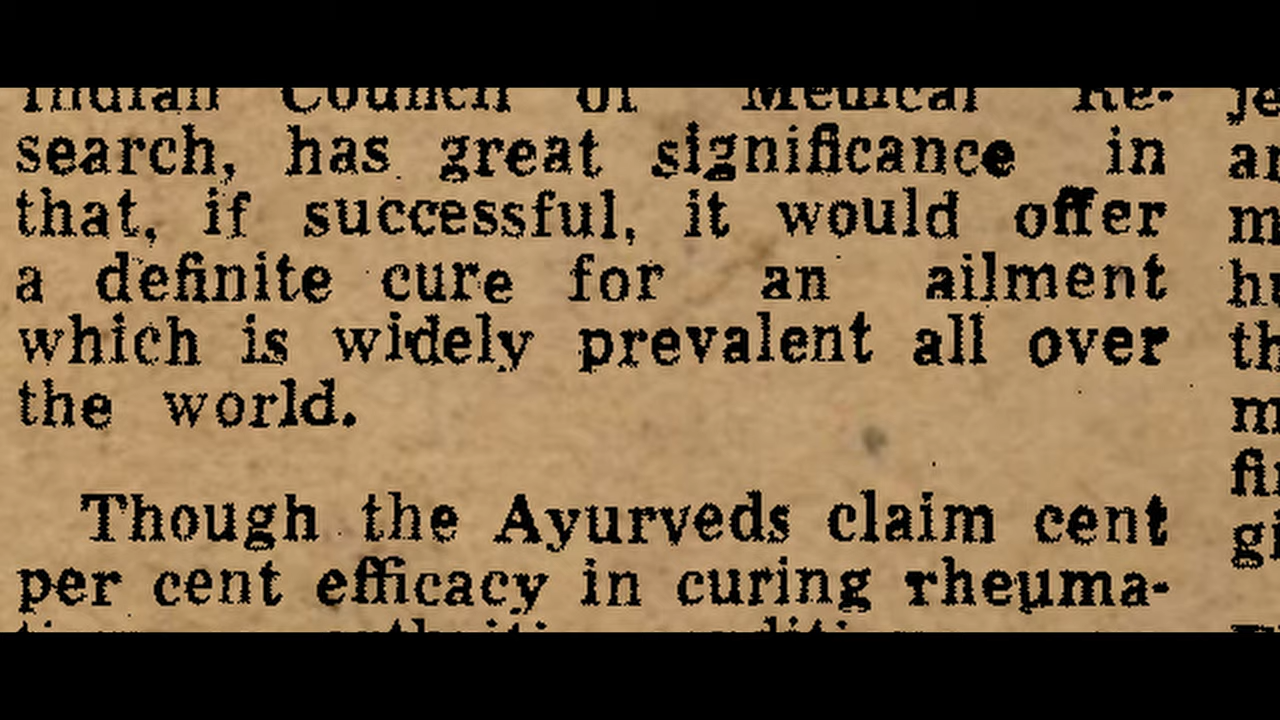 Indian Council of Medical Re-
search, has great significance in
that, if successful, it would offer
a definite cure for an ailment
which is widely prevalent all over
the world.
Though the Ayurveds claim cent
per cent efficacy in curing rheuma-